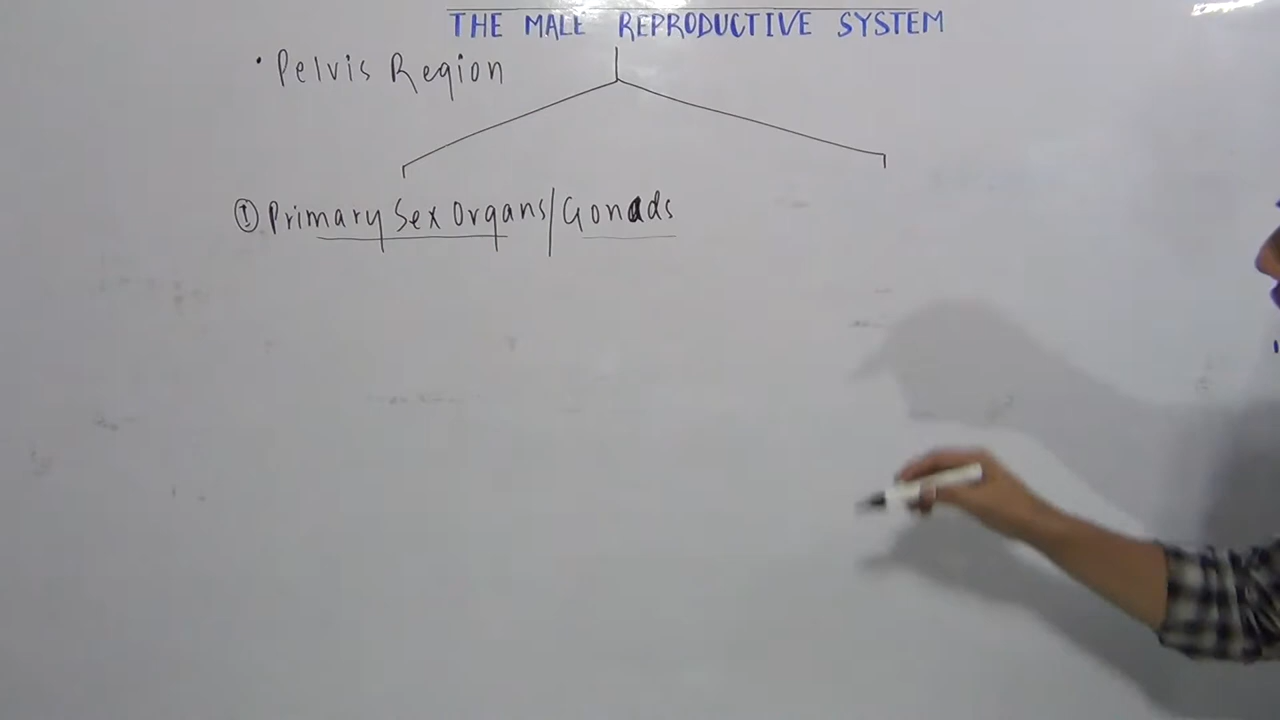 THE MALE REPRODUCTIVE SYSTEM
• Pelvis Region
① Primary Sex Organs/Gonads